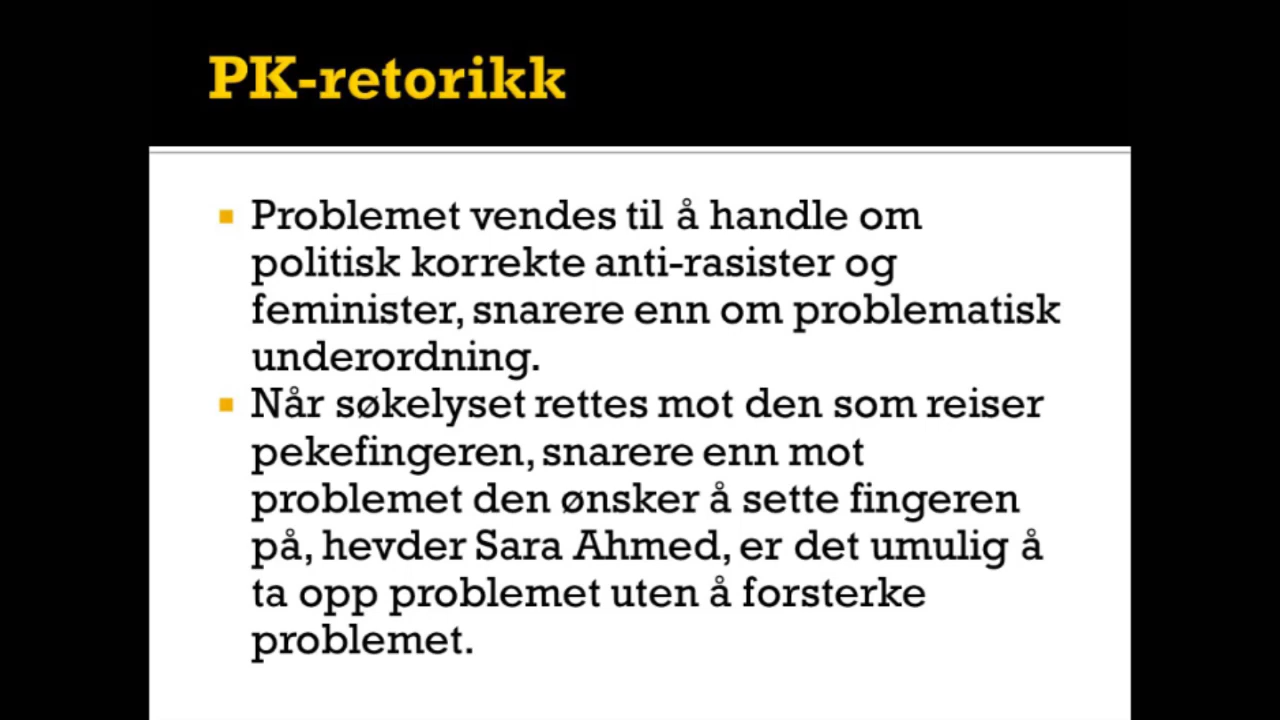 PK-retorikk
Problemet vendes til å handle om
politisk korrekte anti-rasister og
feminister, snarere enn om problematisk
underordning.
Når søkelyset rettes mot den som reiser
pekefingeren, snarere enn mot
problemet den ønsker å sette fingeren
på, hevder Sara Ahmed, er det umulig å
ta opp problemet uten å forsterke
problemet.